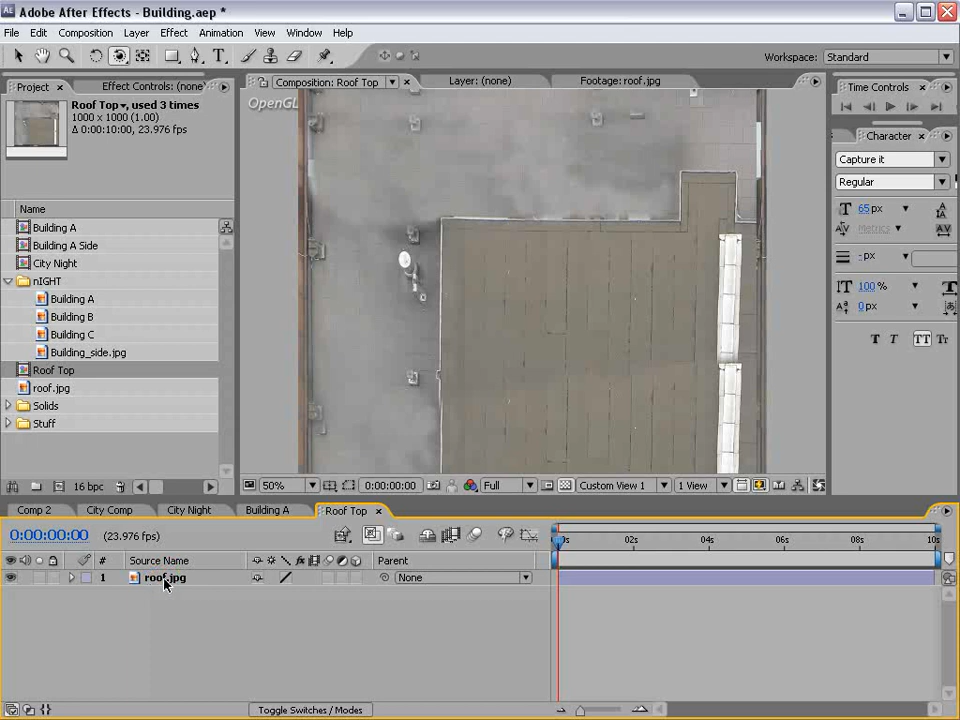 Adobe After Effects - Building.aep *
File Edit Composition Layer Effect Animation View Window Help
Workspace: Standard
Project × Effect Controls: (none)
Roof Top, used 3 times
1000 x 1000 (1.00)
Δ 0:00:10:00, 23.976 fps
Name
Building A
Building A Side
City Night
nIGHT
Building A
Building B
Building C
Building_side.jpg
Roof Top
roof.jpg
Solids
Stuff
16 bpc
Composition: Roof Top × Layer: (none) Footage: roof.jpg
OpenGL
50% 0:00:00:00 Full Custom View 1 1 View
Time Controls ×
Character ×
Capture it
Regular
65 px
Metrics
- px
100 %
0 px
T T TT Tr
Comp 2 City Comp City Night Building A Roof Top ×
0:00:00:00 (23.976 fps)
# Source Name Parent
1 roof.jpg None
02s 04s 06s 08s 10s
Toggle Switches / Modes